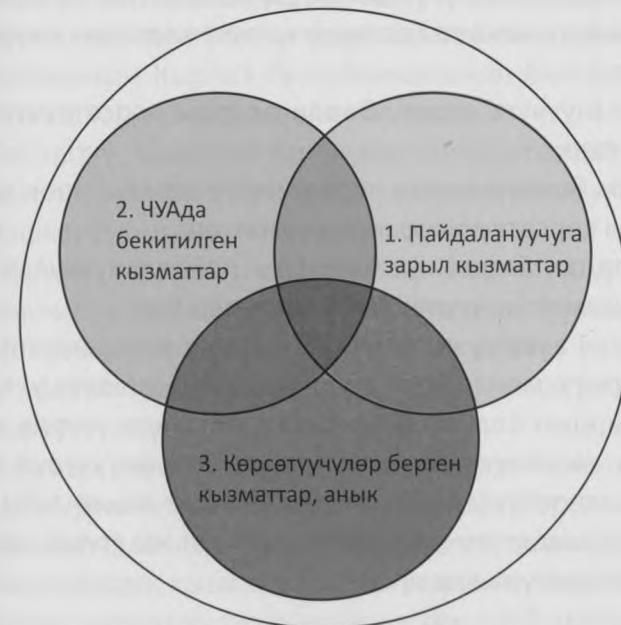 2. ЧУАда
бекитилген
кызматтар
1. Пайдалануучуга
зарыл кызматтар
3. Көрсөтүүчүлөр берген
кызматтар, анык